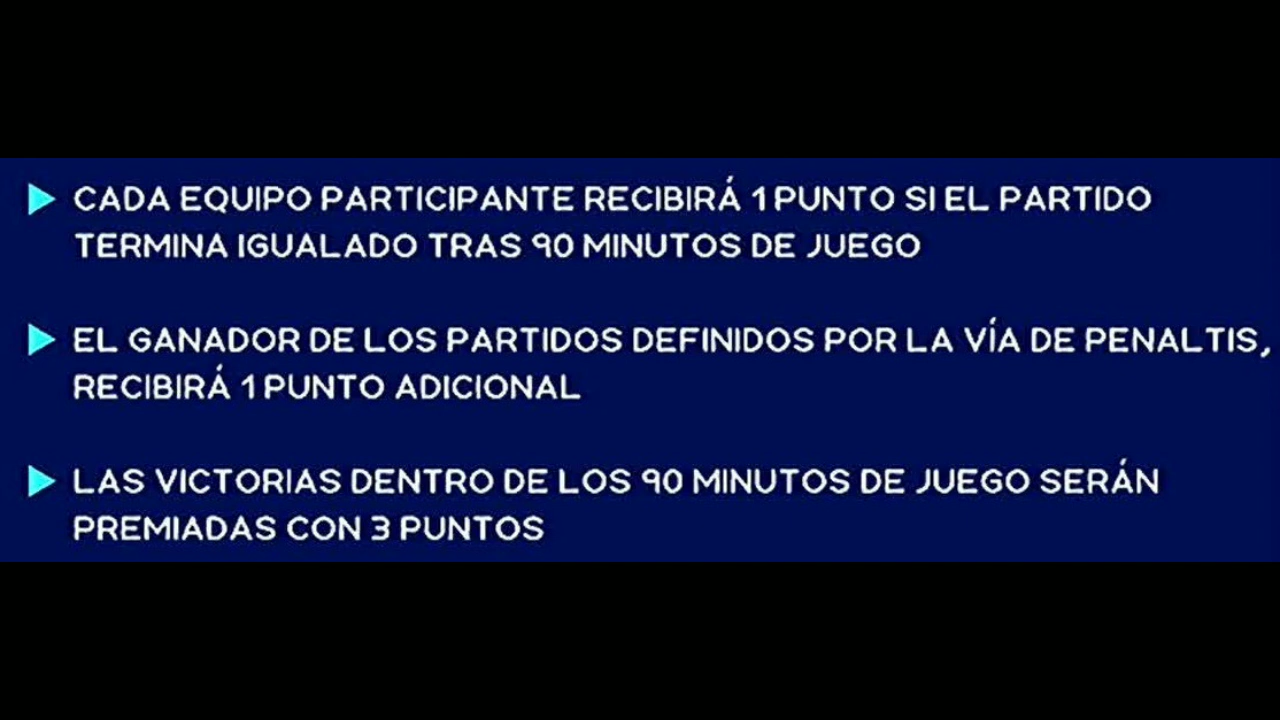 CADA EQUIPO PARTICIPANTE RECIBIRÁ 1 PUNTO SI EL PARTIDO
TERMINA IGUALADO TRAS 90 MINUTOS DE JUEGO
EL GANADOR DE LOS PARTIDOS DEFINIDOS POR LA VÍA DE PENALTIS,
RECIBIRÁ 1 PUNTO ADICIONAL
LAS VICTORIAS DENTRO DE LOS 90 MINUTOS DE JUEGO SERÁN
PREMIADAS CON 3 PUNTOS